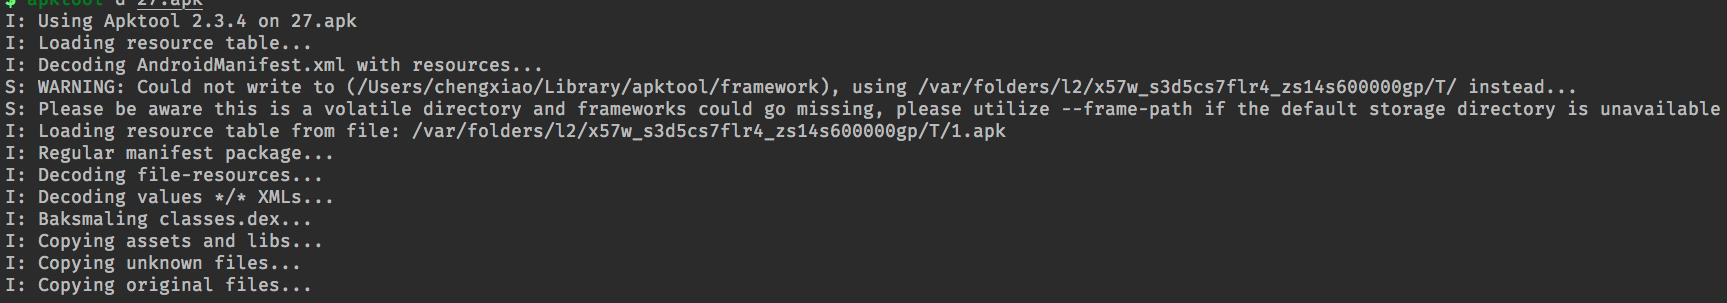 $ apktool d 27.apk
I: Using Apktool 2.3.4 on 27.apk
I: Loading resource table...
I: Decoding AndroidManifest.xml with resources...
S: WARNING: Could not write to (/Users/chengxiao/Library/apktool/framework), using /var/folders/l2/x57w_s3d5cs7flr4_zs14s600000gp/T/ instead...
S: Please be aware this is a volatile directory and frameworks could go missing, please utilize --frame-path if the default storage directory is unavailable
I: Loading resource table from file: /var/folders/l2/x57w_s3d5cs7flr4_zs14s600000gp/T/1.apk
I: Regular manifest package...
I: Decoding file-resources...
I: Decoding values */* XMLs...
I: Baksmaling classes.dex...
I: Copying assets and libs...
I: Copying unknown files...
I: Copying original files...